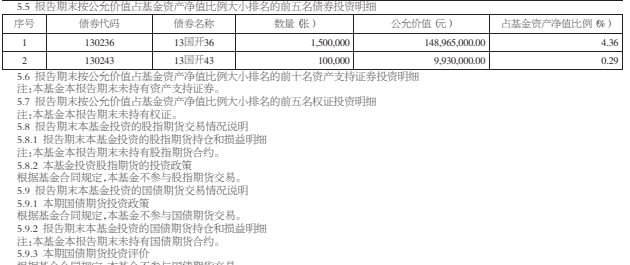 5.5 报告期末按公允价值占基金资产净值比例大小排名的前五名债券投资明细
序号 债券代码 债券名称 数量(张) 公允价值(元) 占基金资产净值比例(%)
1 130236 13国开36 1,500,000 148,965,000.00 4.36
2 130243 13国开43 100,000 9,930,000.00 0.29
5.6 报告期末按公允价值占基金资产净值比例大小排名的前十名资产支持证券投资明细
注:本基金本报告期末未持有资产支持证券。
5.7 报告期末按公允价值占基金资产净值比例大小排名的前五名权证投资明细
注:本基金本报告期末未持有权证。
5.8 报告期末本基金投资的股指期货交易情况说明
5.8.1 报告期末本基金投资的股指期货持仓和损益明细
注:本基金本报告期末未持有股指期货合约。
5.8.2 本基金投资股指期货的投资政策
根据基金合同规定,本基金不参与股指期货交易。
5.9 报告期末本基金投资的国债期货交易情况说明
5.9.1 本期国债期货投资政策
根据基金合同规定,本基金不参与国债期货交易。
5.9.2 报告期末本基金投资的国债期货持仓和损益明细
注:本基金本报告期末未持有国债期货合约。
5.9.3 本期国债期货投资评价